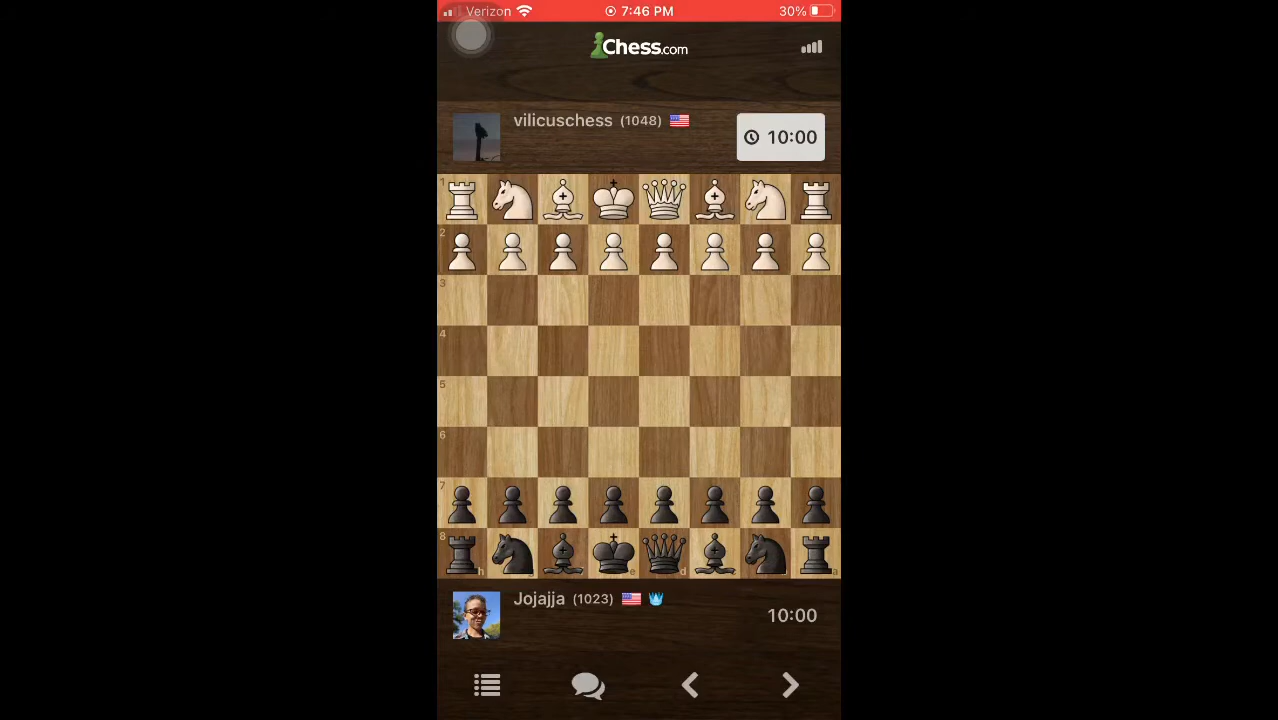 Verizon 7:46 PM 30%
Chess.com
vilicuschess (1048)
10:00
1
2
3
4
5
6
7
8 h e d a
Jojajja (1023)
10:00